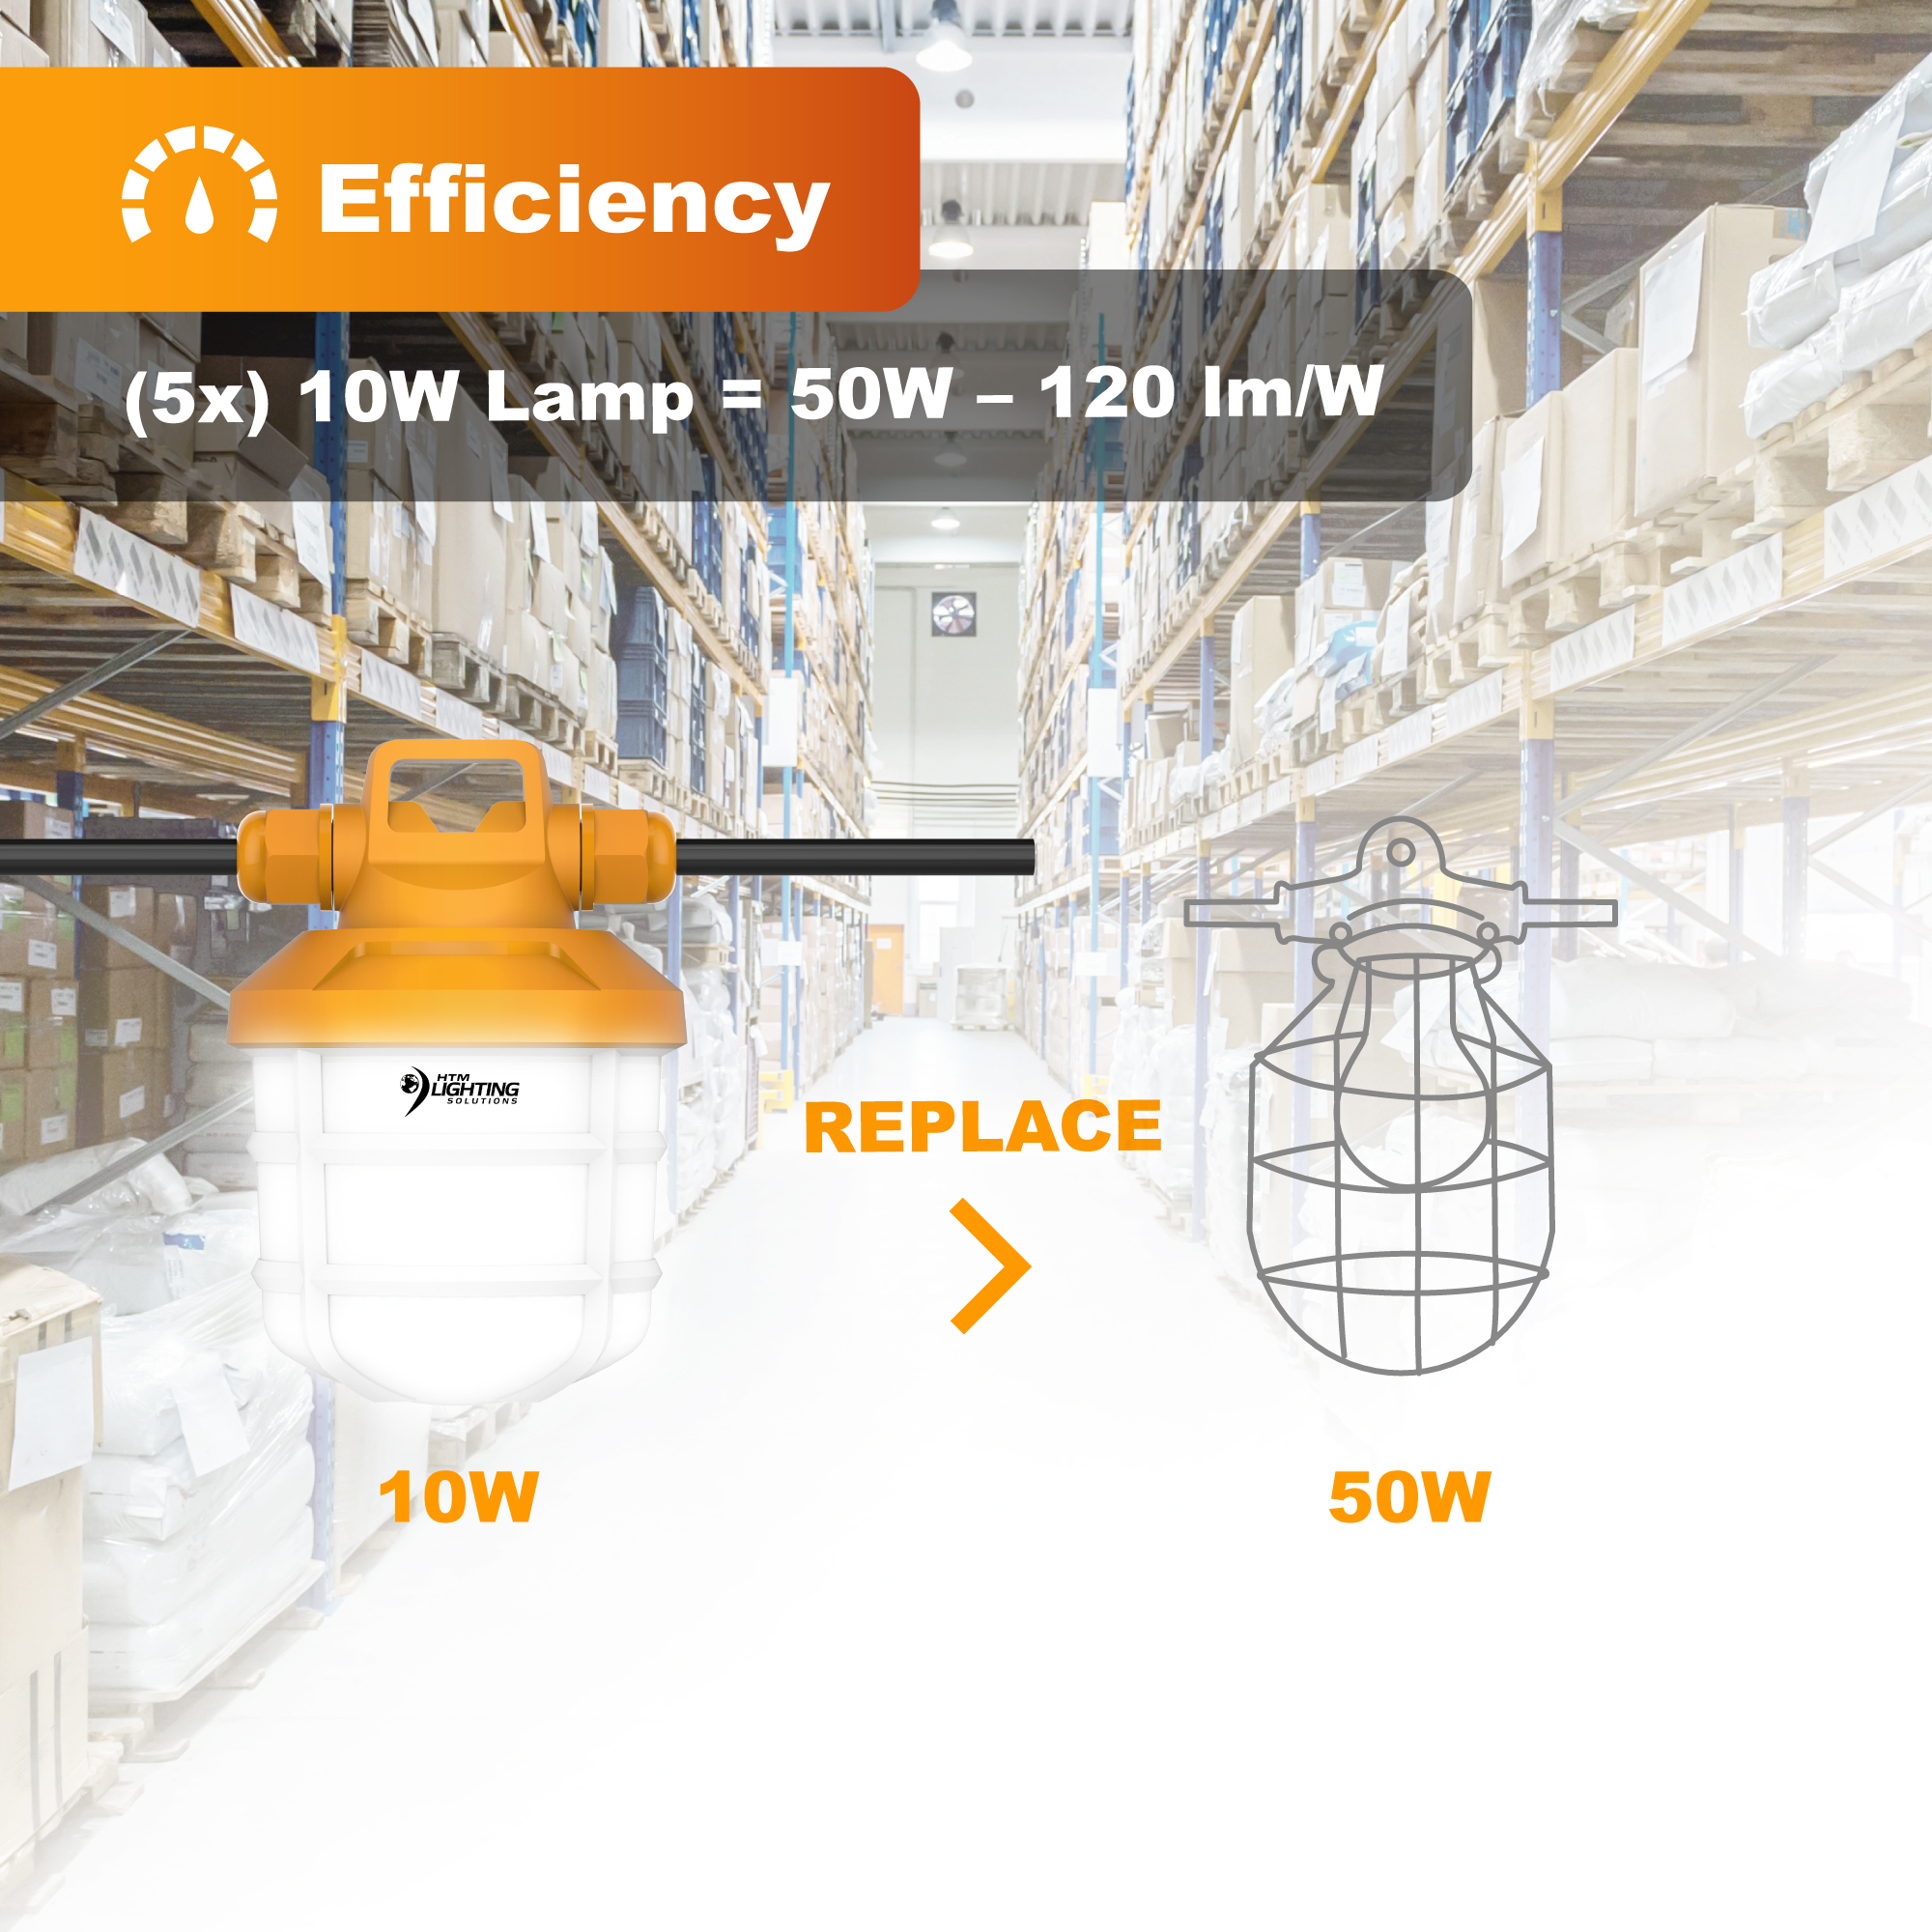 Efficiency
(5x) 10W Lamp = 50W – 120 lm/W
HTM
LIGHTING
SOLUTIONS
REPLACE
10W
50W